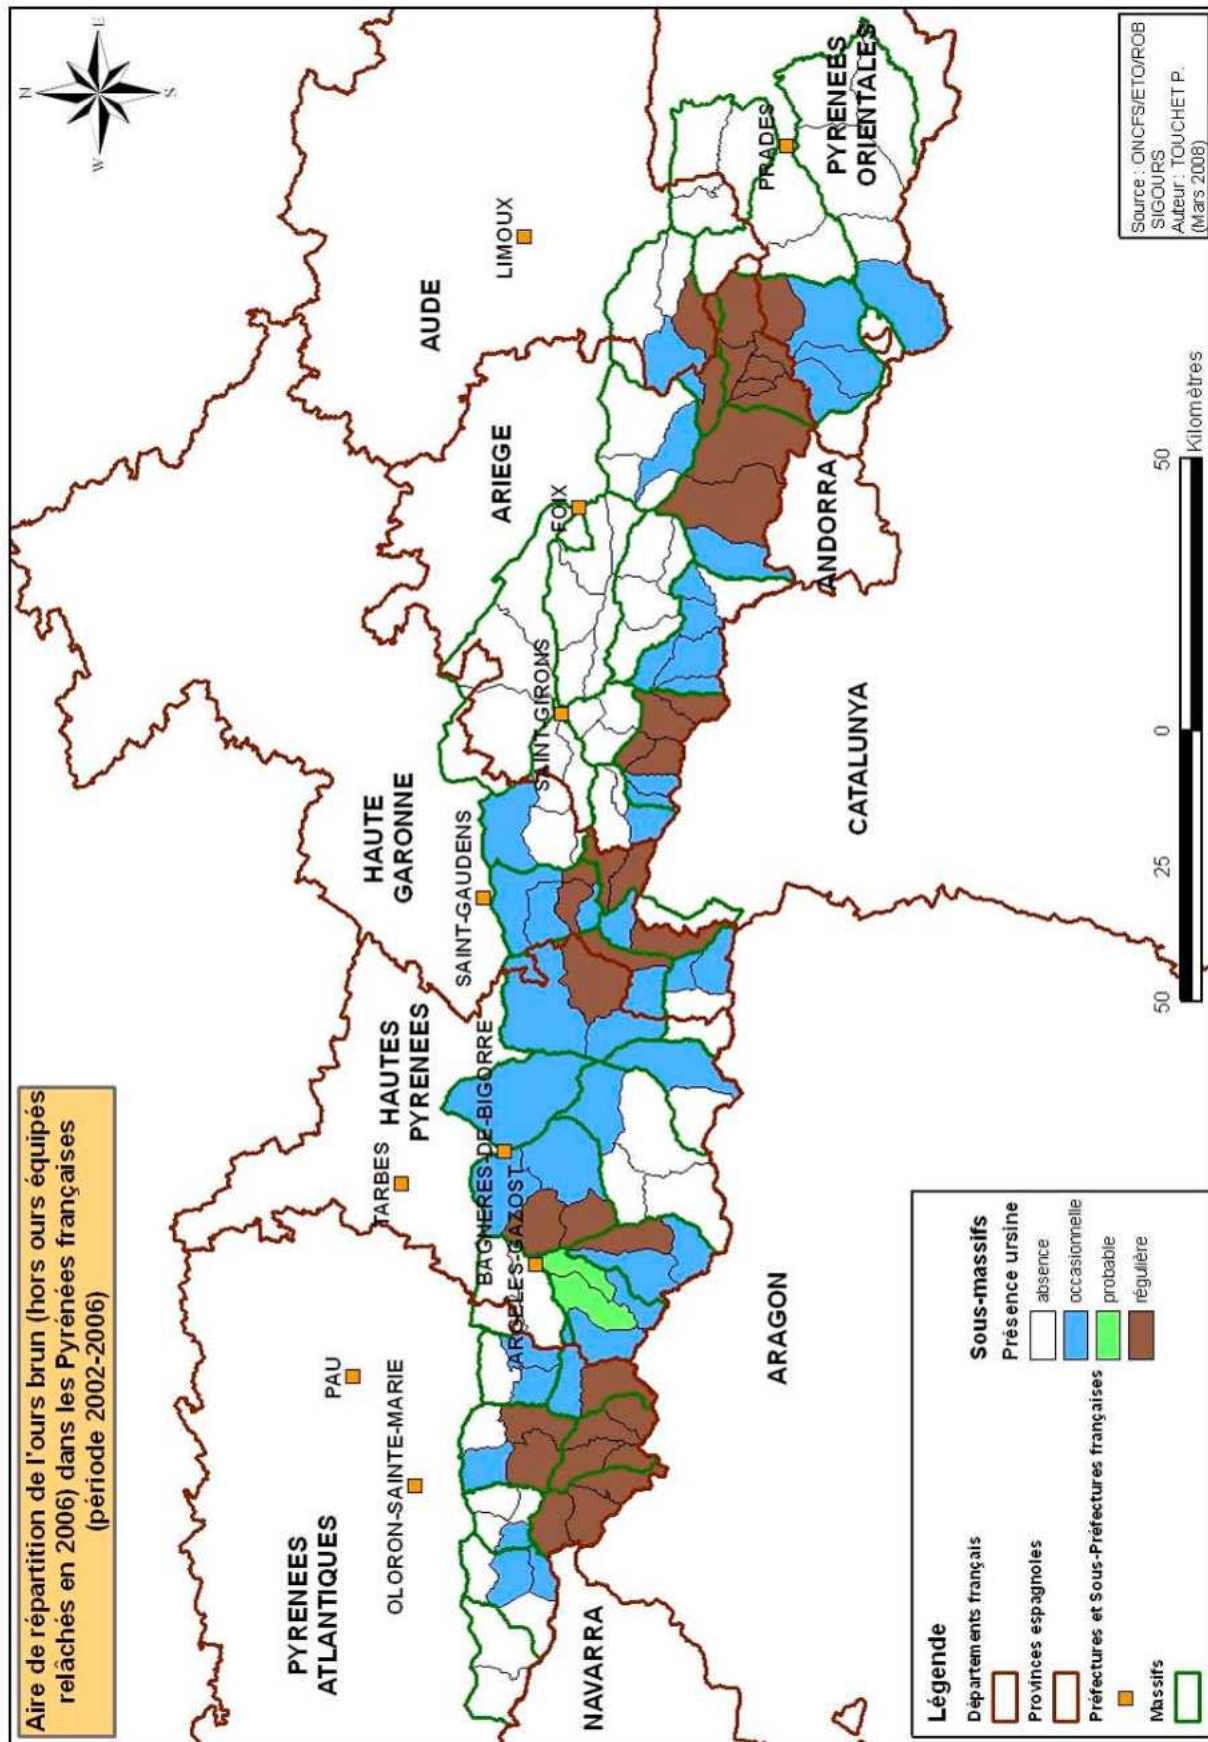 Aire de répartition de l'ours brun (hors ours équipés
relâchés en 2006) dans les Pyrénées françaises
(période 2002-2006)
N
W
E
S
PYRENEES
ATLANTIQUES
OLORON-SAINTE-MARIE
PAU
TARBES
HAUTES
PYRENEES
BAGNERES-DE-BIGORRE
ARGELES-GAZOST
SAINT-GAUDENS
HAUTE
GARONNE
SAINT-GIRONS
ARIEGE
FOIX
AUDE
LIMOUX
PRADES
PYRENEES
ORIENTALES
NAVARRA
ARAGON
CATALUNYA
ANDORRA
Légende
Départements français
Provinces espagnoles
Préfectures et Sous-Préfectures françaises
Massifs
Sous-massifs
Présence ursine
absence
occasionnelle
probable
régulière
50
25
0
50
Kilomètres
Source : ONCFS/ETO/ROB
SIGOURS
Auteur : TOUCHET P.
(Mars 2008)